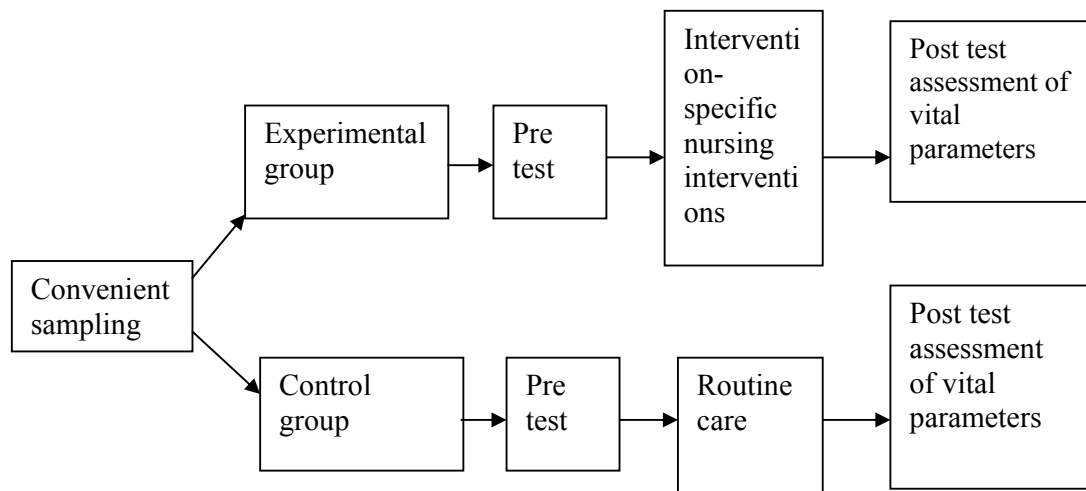 Experimental
group
Pre
test
Interventi
on-
specific
nursing
interventi
ons
Post test
assessment of
vital
parameters
Convenient
sampling
Control
group
Pre
test
Routine
care
Post test
assessment
of vital
parameters